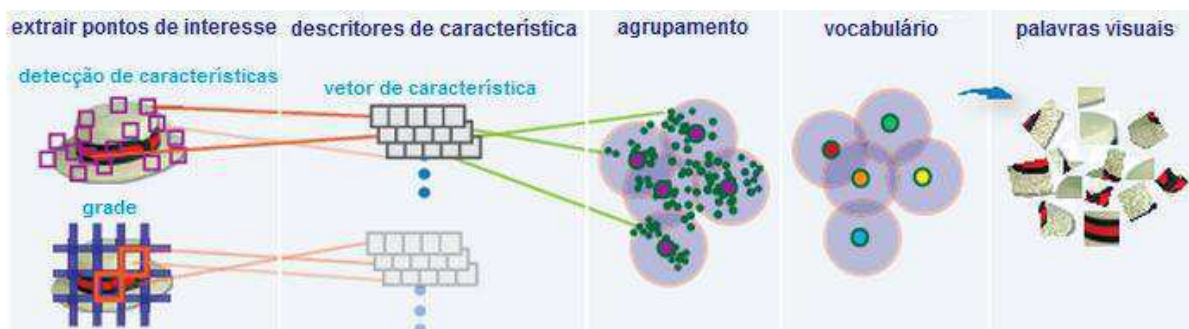 extrair pontos de interesse
descritores de característica
agrupamento
vocabulário
palavras visuais
detecção de características
vetor de característica
grade